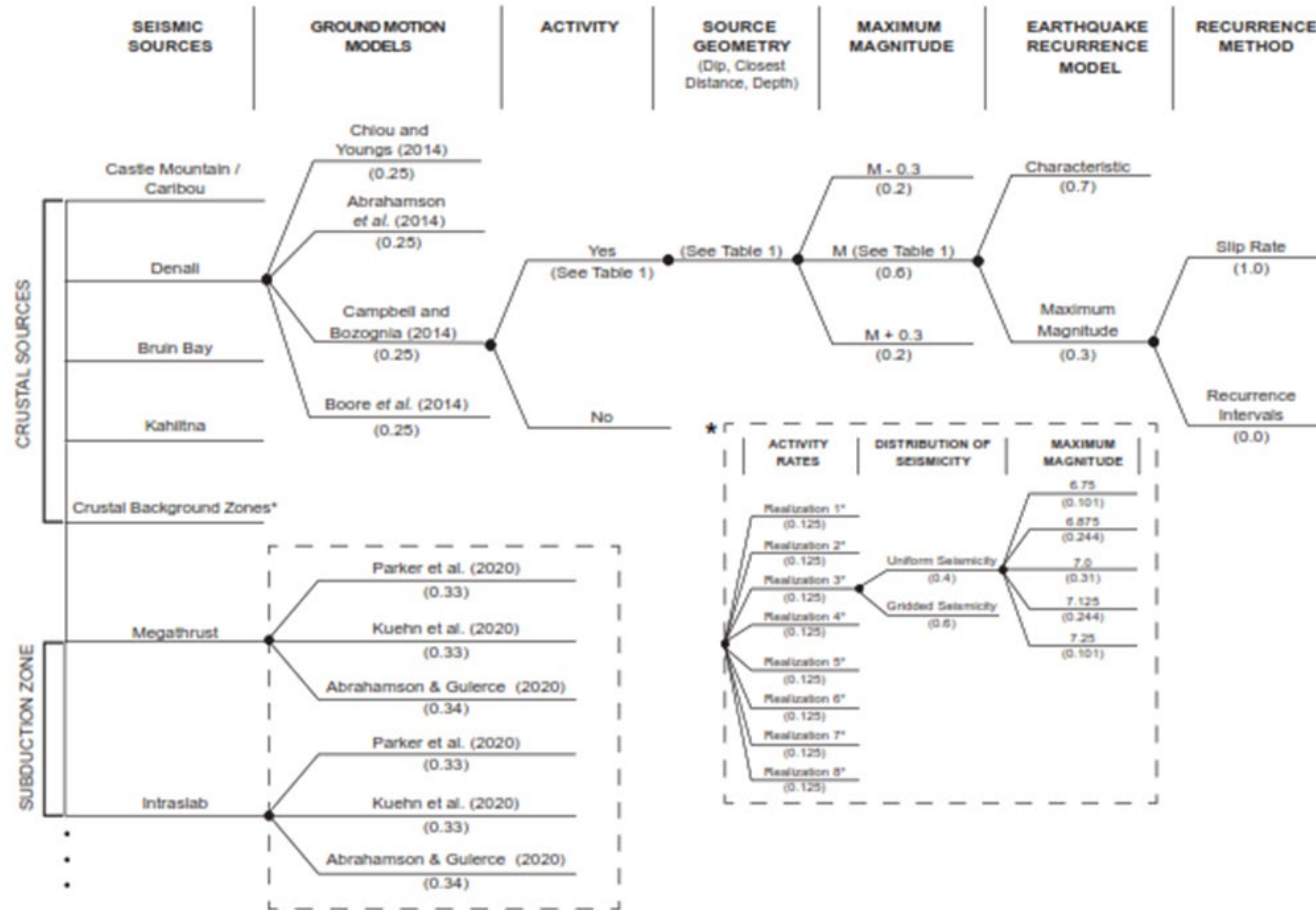 SEISMIC
SOURCES
GROUND MOTION
MODELS
ACTIVITY
SOURCE
GEOMETRY
(Dip, Closest
Distance, Depth)
MAXIMUM
MAGNITUDE
EARTHQUAKE
RECURRENCE
MODEL
RECURRENCE
METHOD
CRUSTAL SOURCES
Castle Mountain /
Caribou
Denali
Bruin Bay
Kahiltna
Crustal Background Zones*
Chiou and
Youngs (2014)
(0.25)
Abrahamson
et al. (2014)
(0.25)
Campbell and
Bozognia (2014)
(0.25)
Boore et al. (2014)
(0.25)
Yes
(See Table 1)
No
(See Table 1)
M - 0.3
(0.2)
M (See Table 1)
(0.6)
M + 0.3
(0.2)
Characteristic
(0.7)
Maximum
Magnitude
(0.3)
Slip Rate
(1.0)
Recurrence
Intervals
(0.0)
SUBDUCTION ZONE
Megathrust
Intraslab
Parker et al. (2020)
(0.33)
Kuehn et al. (2020)
(0.33)
Abrahamson & Gulerce (2020)
(0.34)
Parker et al. (2020)
(0.33)
Kuehn et al. (2020)
(0.33)
Abrahamson & Gulerce (2020)
(0.34)
*
ACTIVITY
RATES
DISTRIBUTION OF
SEISMICITY
MAXIMUM
MAGNITUDE
Realization 1*
(0.125)
Realization 2*
(0.125)
Realization 3*
(0.125)
Realization 4*
(0.125)
Realization 5*
(0.125)
Realization 6*
(0.125)
Realization 7*
(0.125)
Realization 8*
(0.125)
Uniform Seismicity
(0.4)
Gridded Seismicity
(0.6)
6.75
(0.101)
6.875
(0.244)
7.0
(0.31)
7.125
(0.244)
7.25
(0.101)